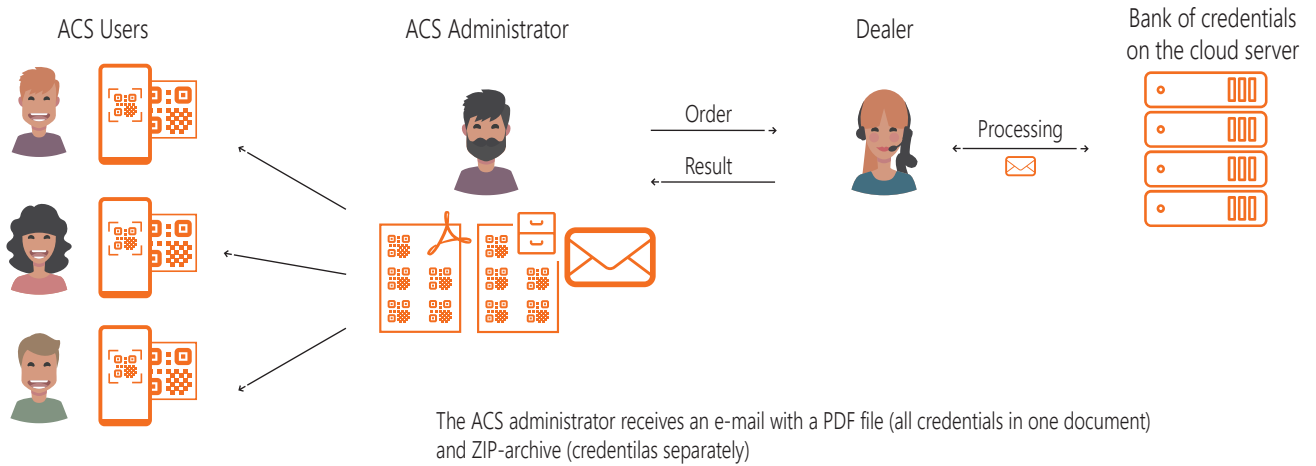 ACS Users
ACS Administrator
Dealer
Bank of credentials
on the cloud server
Order
Result
Processing
The ACS administrator receives an e-mail with a PDF file (all credentials in one document)
and ZIP-archive (credentilas separately)